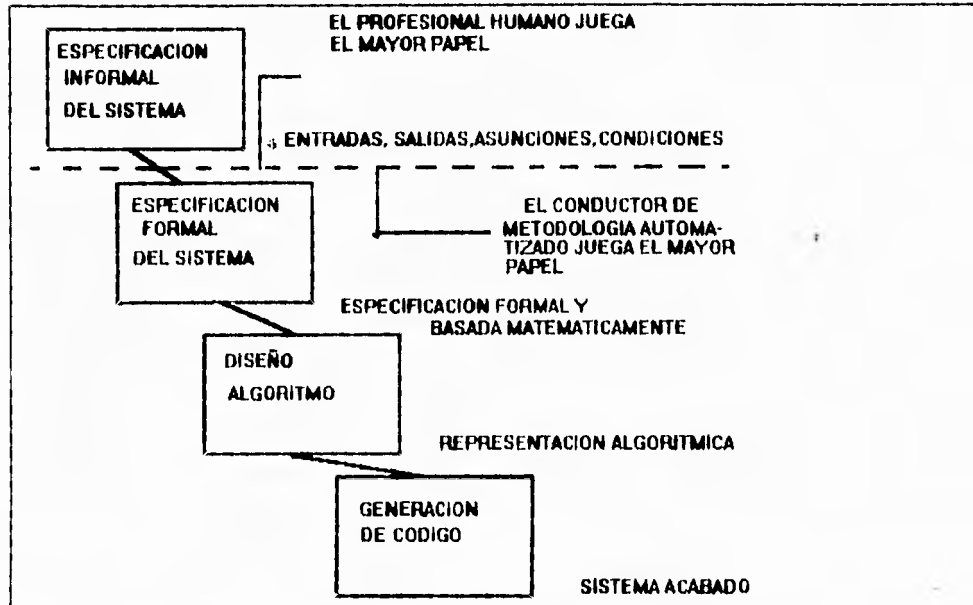 EL PROFESIONAL HUMANO JUEGA
EL MAYOR PAPEL
ESPECIFICACION
INFORMAL
DEL SISTEMA
ENTRADAS, SALIDAS,ASUNCIONES,CONDICIONES
ESPECIFICACION
FORMAL
DEL SISTEMA
EL CONDUCTOR DE
METODOLOGIA AUTOMA-
TIZADO JUEGA EL MAYOR
PAPEL
ESPECIFICACION FORMAL Y
BASADA MATEMATICAMENTE
DISEÑO
ALGORITMO
REPRESENTACION ALGORITMICA
GENERACION
DE CODIGO
SISTEMA ACABADO